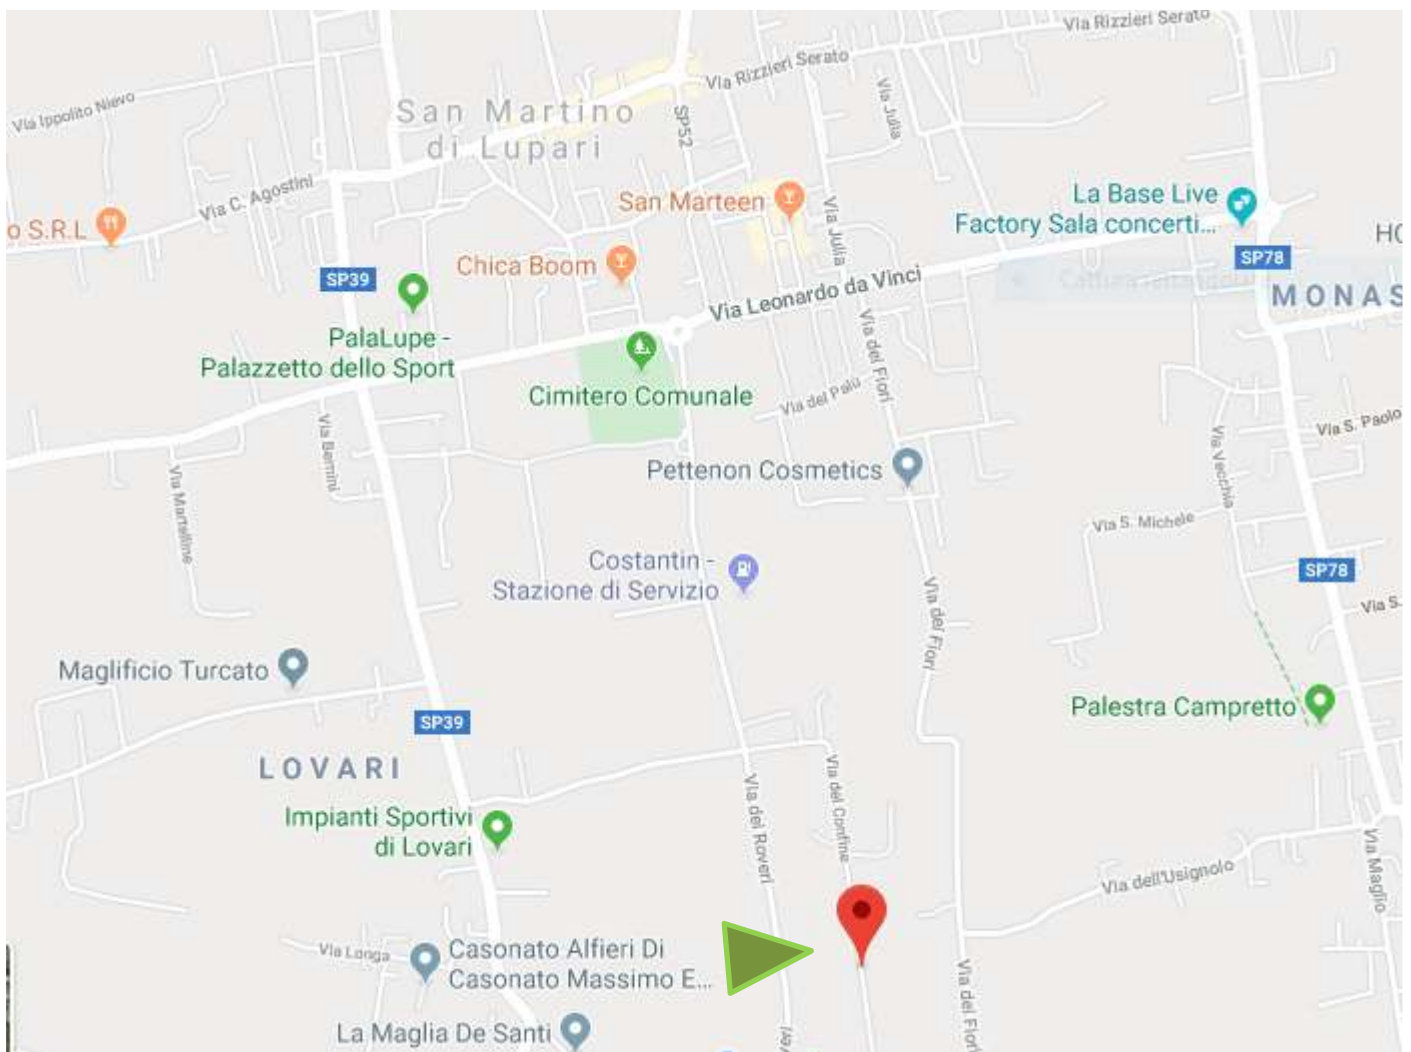 Via Rizzieri Serato
Via Rizzieri Serato
Via Ippolito Nievo
San Martino
di Lupari
SP52
Via Julia
Via C. Agostini
San Marteen
La Base Live
Factory Sala concerti...
o S.R.L
Via Julia
Chica Boom
SP39
SP78
Via Leonardo da Vinci
MONAS
PalaLupe -
Palazzetto dello Sport
Via dei Fiori
Cimitero Comunale
Via del Palù
Via Bernini
Via S. Paolo
Via Martelline
Pettenon Cosmetics
Via Vecchia
Via S. Michele
Costantin -
Stazione di Servizio
SP78
Via dei Fiori
Via S.
Maglificio Turcato
Palestra Campretto
SP39
LOVARI
Via dei Roveri
Via del Confine
Impianti Sportivi
di Lovari
Via dell'Usignolo
Via Maglio
Via Longa
Casonato Alfieri Di
Casonato Massimo E...
Via dei Fiori
La Maglia De Santi